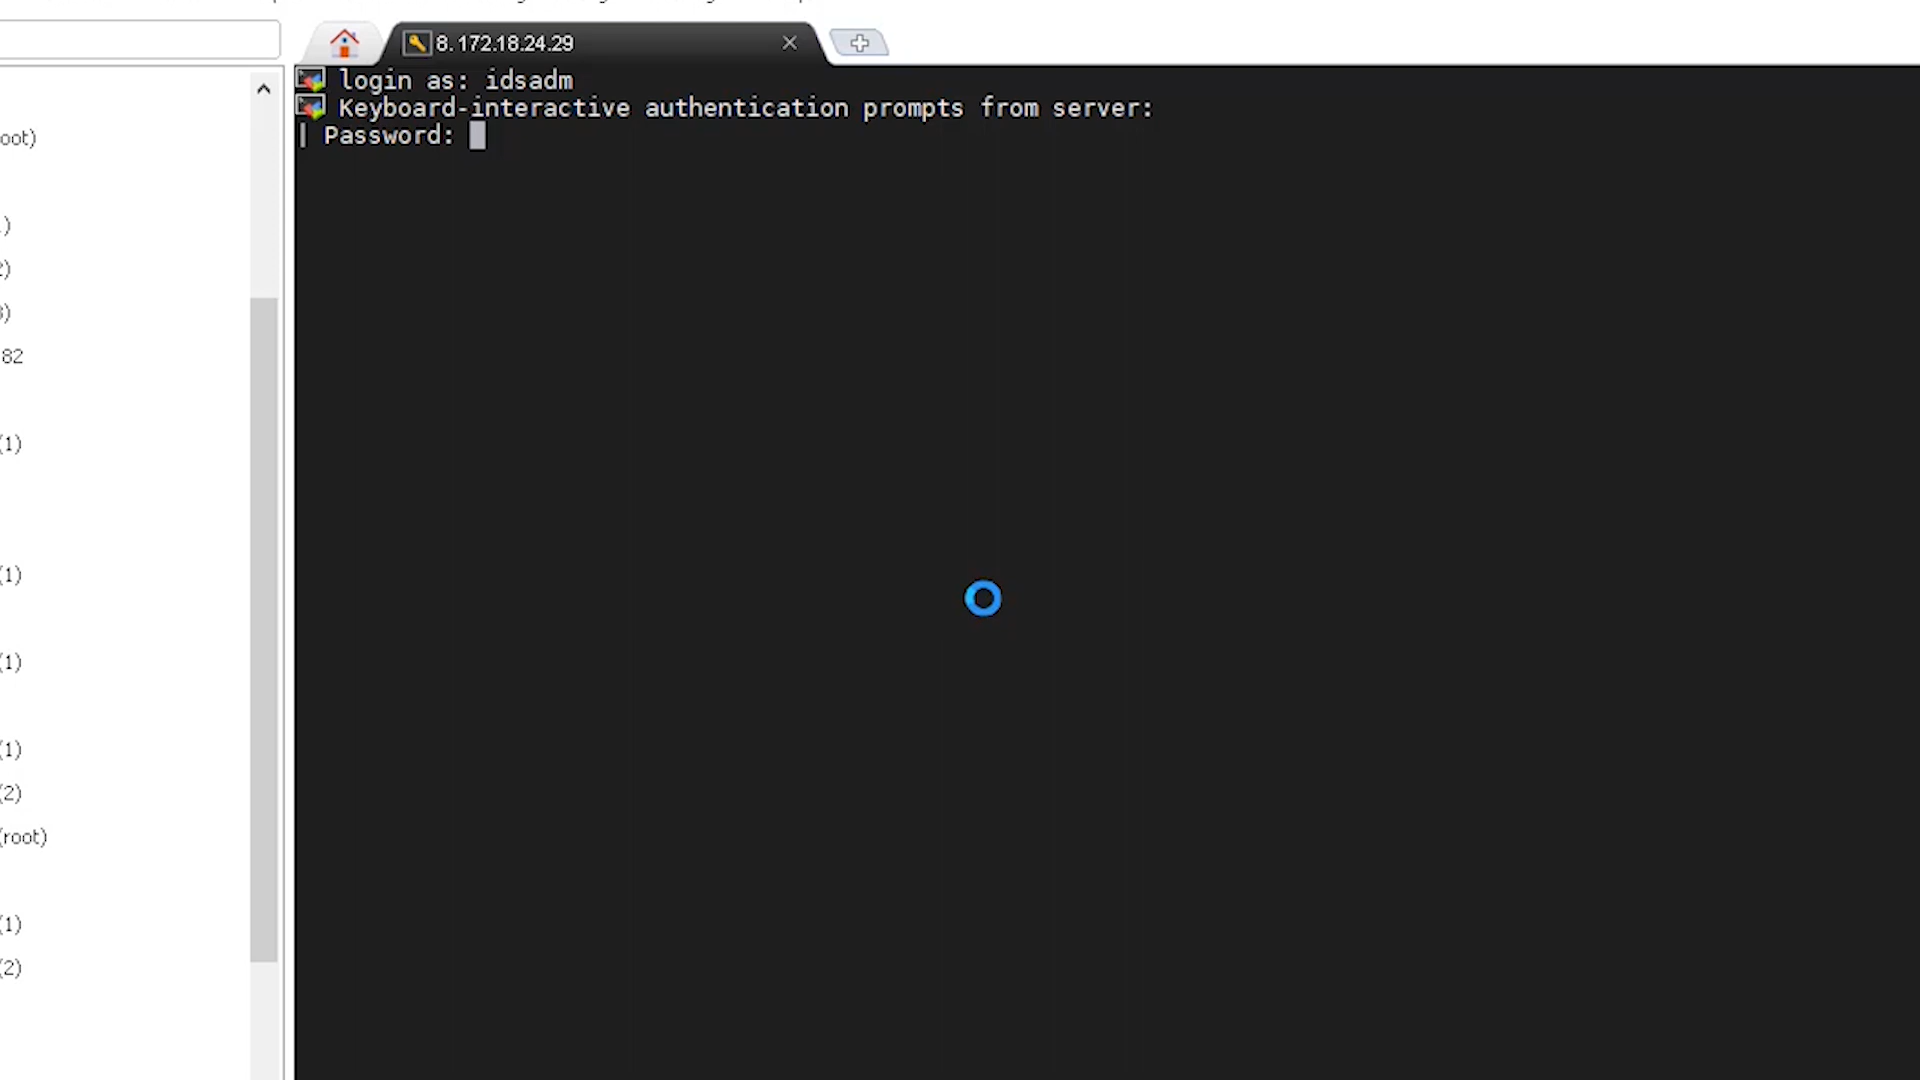 8. 172.18.24.29
login as: idsadm
Keyboard-interactive authentication prompts from server:
| Password:
oot)
)
2)
3)
82
(1)
(1)
(1)
(1)
(2)
(root)
(1)
(2)